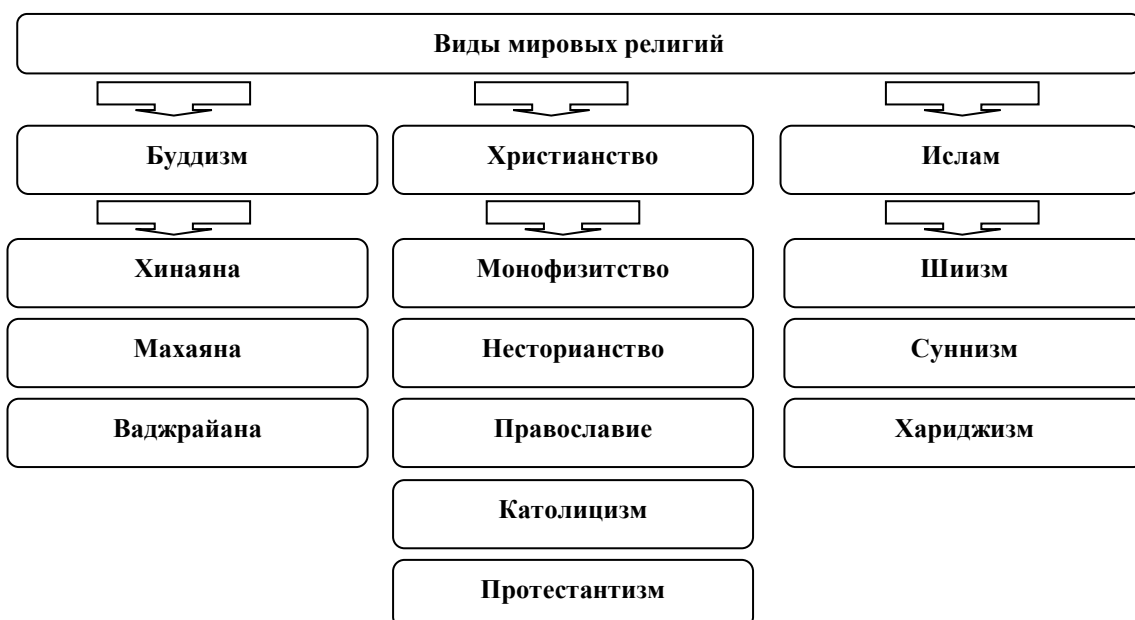 Виды мировых религий
Буддизм
Христианство
Ислам
Хинаяна
Монофизитство
Шиизм
Махаяна
Несторианство
Суннизм
Ваджрайана
Православие
Хариджизм
Католицизм
Протестантизм